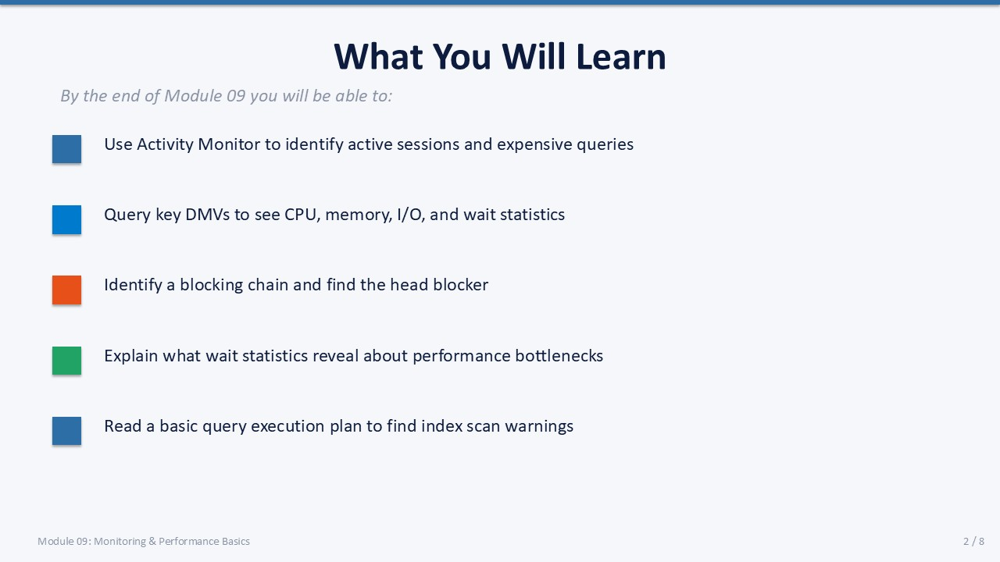 What You Will Learn
By the end of Module 09 you will be able to:
Use Activity Monitor to identify active sessions and expensive queries
Query key DMVs to see CPU, memory, I/O, and wait statistics
Identify a blocking chain and find the head blocker
Explain what wait statistics reveal about performance bottlenecks
Read a basic query execution plan to find index scan warnings
Module 09: Monitoring & Performance Basics
2 / 8